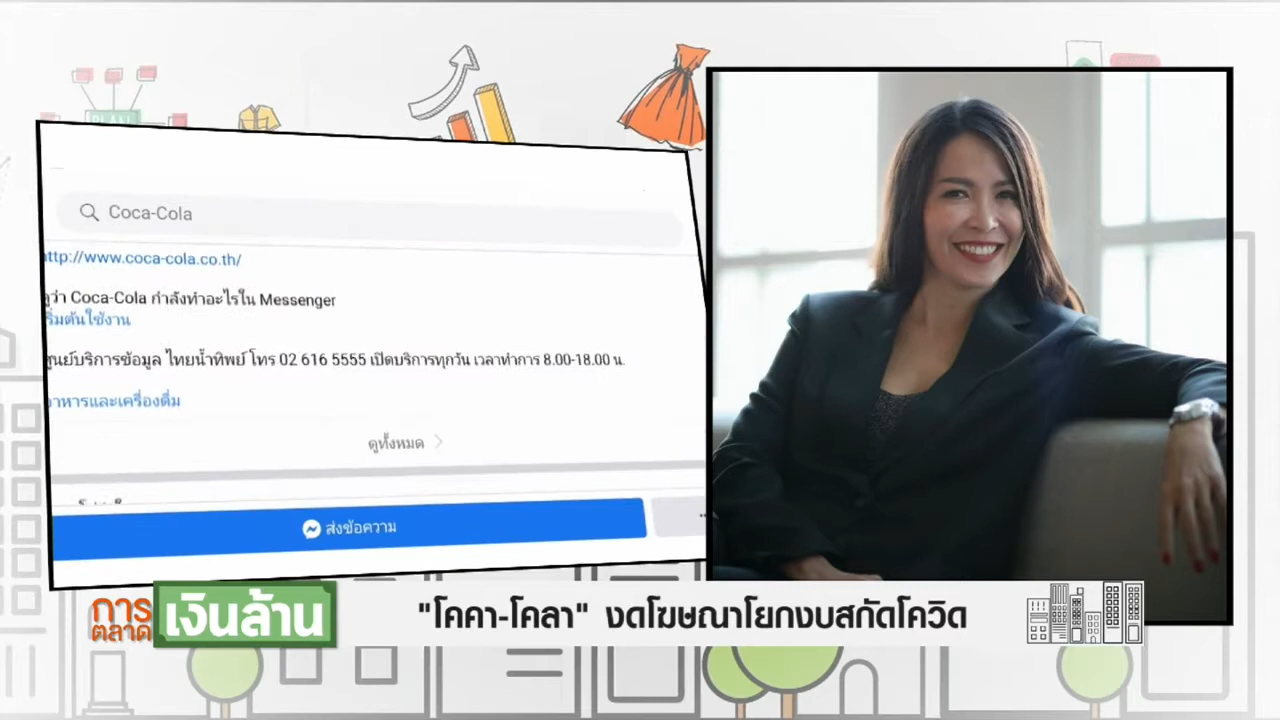 PLAN
Coca-Cola
http://www.coca-cola.co.th/
ดูว่า Coca-Cola กำลังทำอะไรใน Messenger
เริ่มต้นใช้งาน
ศูนย์บริการข้อมูล ไทยน้ำทิพย์ โทร 02 616 5555 เปิดบริการทุกวัน เวลาทำการ 8.00-18.00 น.
อาหารและเครื่องดื่ม
ดูทั้งหมด
ส่งข้อความ
การตลาด
เงินล้าน
"โคคา-โคลา" งดโฆษณาโยกงบสกัดโควิด